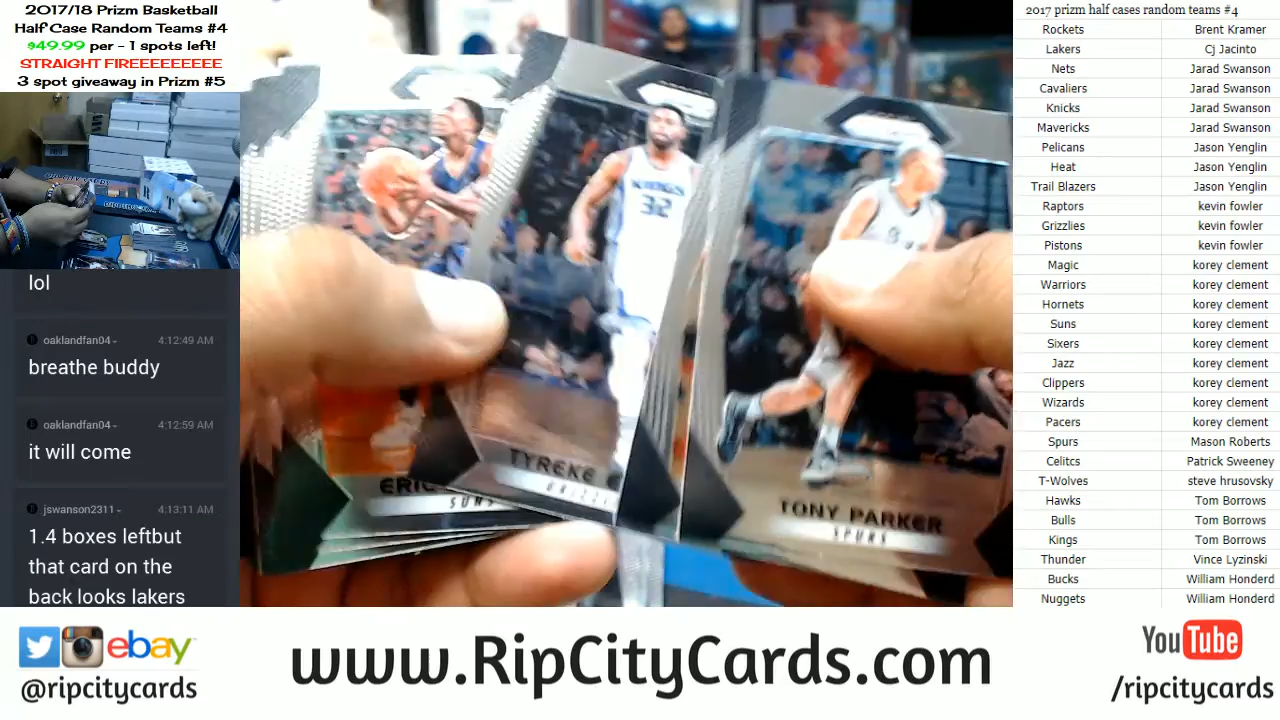 2017/18 Prizm Basketball
Half Case Random Teams #4
$49.99 per - 1 spots left!
STRAIGHT FIREEEEEEEEE
3 spot giveaway in Prizm #5
lol
oaklandfan04
4:12:49 AM
breathe buddy
oaklandfan04
4:12:59 AM
it will come
jswanson2311
4:13:11 AM
1.4 boxes leftbut
that card on the
back looks lakers
KINGS
32
ERIC
SUNS
TYREKE
TONY PARKER
SPURS
2017 prizm half cases random teams #4
Rockets Brent Kramer
Lakers Cj Jacinto
Nets Jarad Swanson
Cavaliers Jarad Swanson
Knicks Jarad Swanson
Mavericks Jarad Swanson
Pelicans Jason Yenglin
Heat Jason Yenglin
Trail Blazers Jason Yenglin
Raptors kevin fowler
Grizzlies kevin fowler
Pistons kevin fowler
Magic korey clement
Warriors korey clement
Hornets korey clement
Suns korey clement
Sixers korey clement
Jazz korey clement
Clippers korey clement
Wizards korey clement
Pacers korey clement
Spurs Mason Roberts
Celitcs Patrick Sweeney
T-Wolves steve hrusovsky
Hawks Tom Borrows
Bulls Tom Borrows
Kings Tom Borrows
Thunder Vince Lyzinski
Bucks William Honderd
Nuggets William Honderd
ebay
@ripcitycards
www.RipCityCards.com
YouTube
/ripcitycards